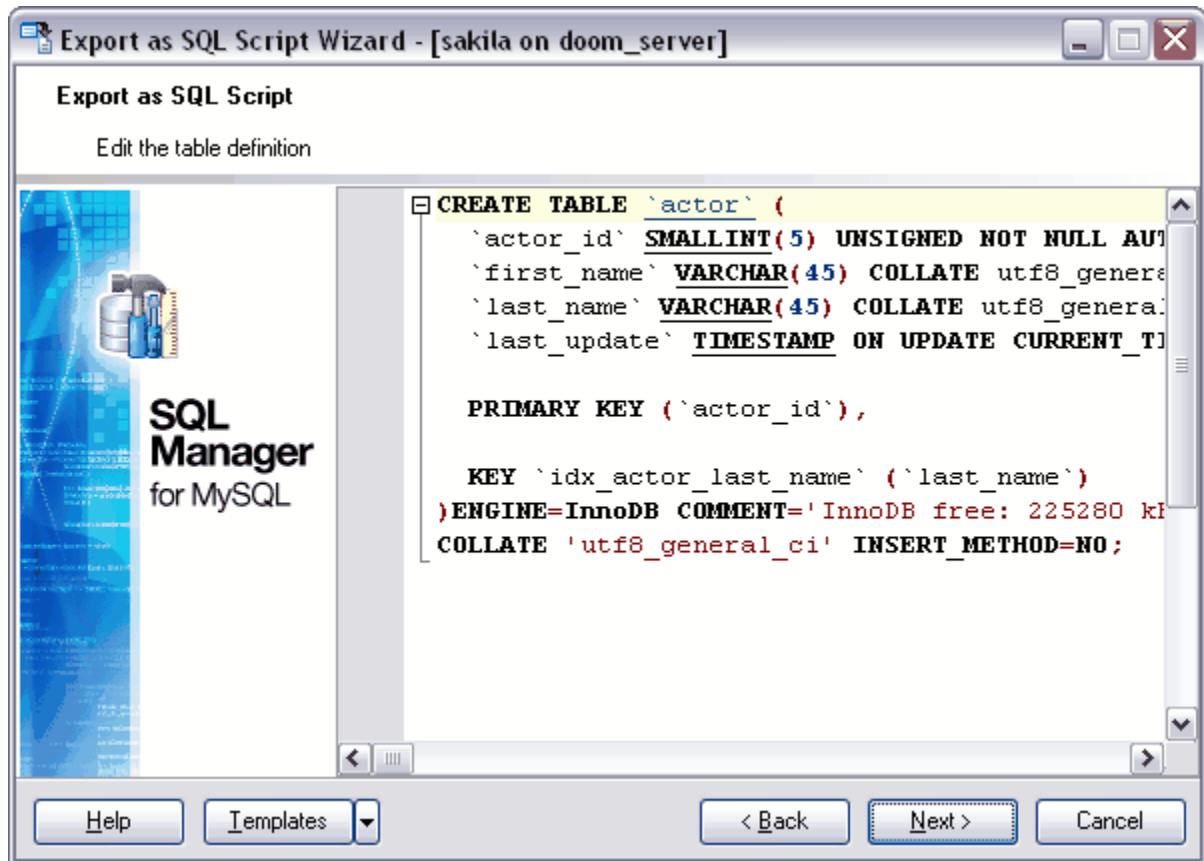 Export as SQL Script Wizard - [sakila on doom_server]
Export as SQL Script
Edit the table definition
SQL
Manager
for MySQL
CREATE TABLE `actor` (
`actor_id` SMALLINT(5) UNSIGNED NOT NULL AUT
`first_name` VARCHAR(45) COLLATE utf8_genera
`last_name` VARCHAR(45) COLLATE utf8_general
`last_update` TIMESTAMP ON UPDATE CURRENT_TI
PRIMARY KEY (`actor_id`),
KEY `idx_actor_last_name` (`last_name`)
)ENGINE=InnoDB COMMENT='InnoDB free: 225280 kB
COLLATE 'utf8_general_ci' INSERT_METHOD=NO;
Help
Templates
< Back
Next >
Cancel